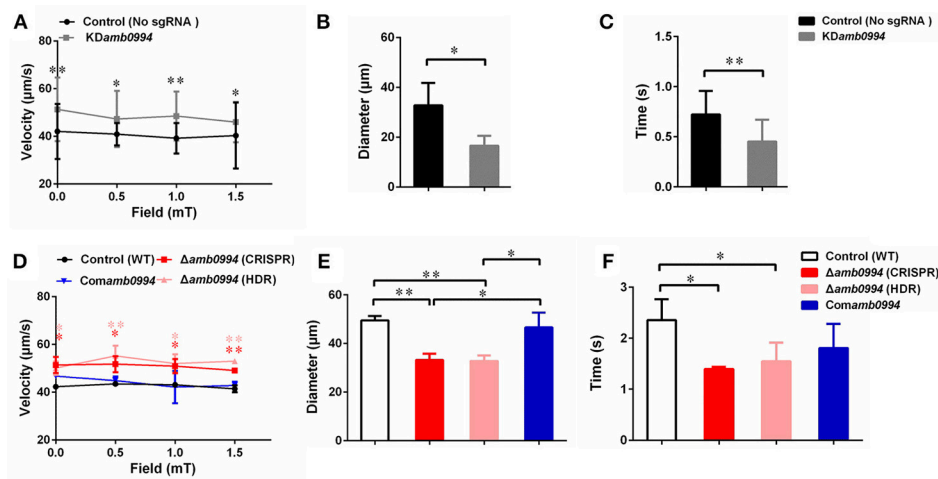 A
Control (No sgRNA )
KDamb0994
Velocity (µm/s)
80
60
40
20
** * ** *
0.0 0.5 1.0 1.5
Field (mT)
B
Diameter (µm)
60
40
20
0
*
C
Control (No sgRNA )
KDamb0994
Time (s)
1.5
1.0
0.5
0.0
**
D
Control (WT)
Δamb0994 (CRISPR)
Comamb0994
Δamb0994 (HDR)
Velocity (µm/s)
80
60
40
20
* ** * **
* * * **
0.0 0.5 1.0 1.5
Field (mT)
E
Diameter (µm)
60
40
20
0
*
**
** *
F
Control (WT)
Δamb0994 (CRISPR)
Δamb0994 (HDR)
Comamb0994
Time (s)
3
2
1
0
*
*